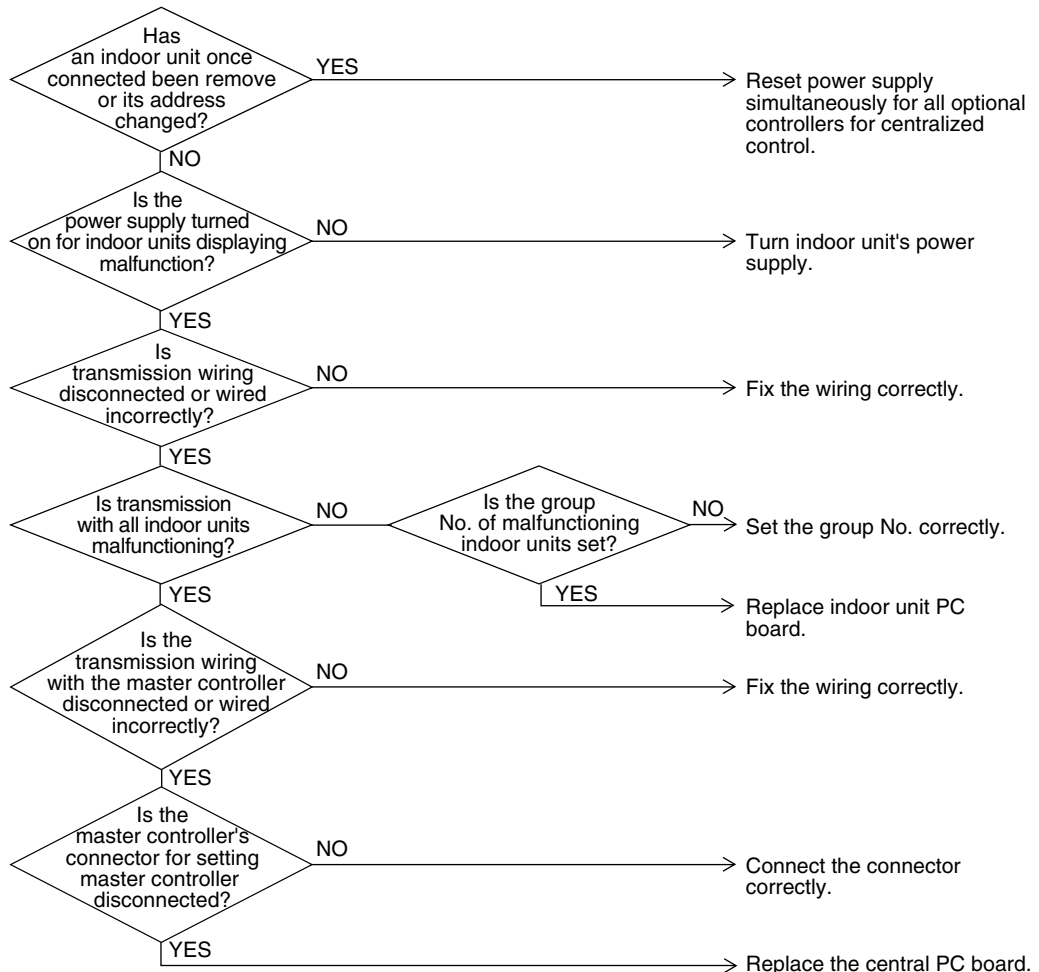 Has
an indoor unit once
connected been remove
or its address
changed?
YES
Reset power supply
simultaneously for all optional
controllers for centralized
control.
NO
Is the
power supply turned
on for indoor units displaying
malfunction?
NO
Turn indoor unit's power
supply.
YES
Is
transmission wiring
disconnected or wired
incorrectly?
NO
Fix the wiring correctly.
YES
Is transmission
with all indoor units
malfunctioning?
NO
Is the group
No. of malfunctioning
indoor units set?
NO
Set the group No. correctly.
YES
Replace indoor unit PC
board.
YES
Is the
transmission wiring
with the master controller
disconnected or wired
incorrectly?
NO
Fix the wiring correctly.
YES
Is the
master controller's
connector for setting
master controller
disconnected?
NO
Connect the connector
correctly.
YES
Replace the central PC board.